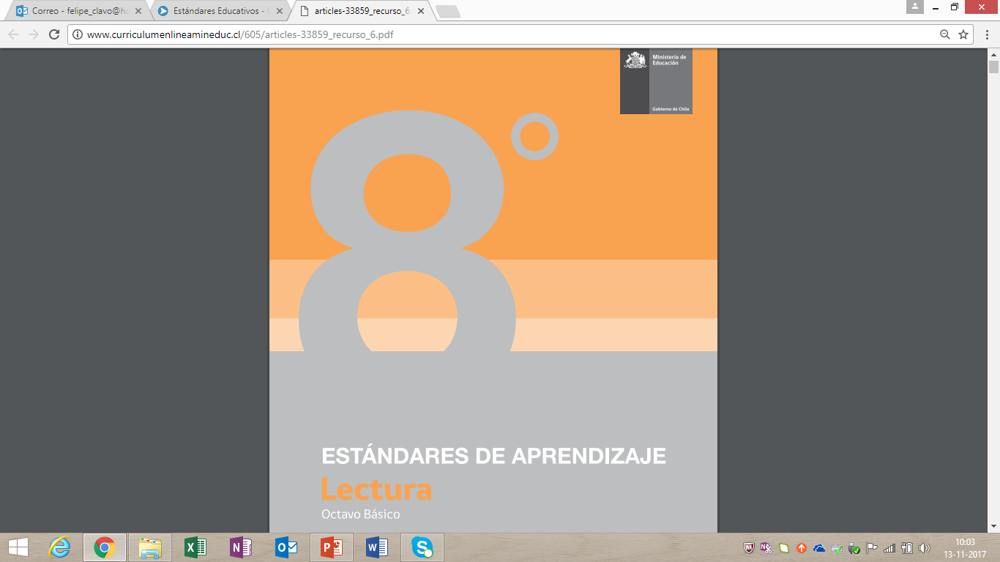 Correo - felipe_clavo@ho
Estándares Educativos - C
articles-33859_recurso_6.
www.curriculumenlineamineduc.cl/605/articles-33859_recurso_6.pdf
Ministerio de
Educación
Gobierno de Chile
8°
ESTÁNDARES DE APRENDIZAJE
Lectura
Octavo Básico
10:03
13-11-2017